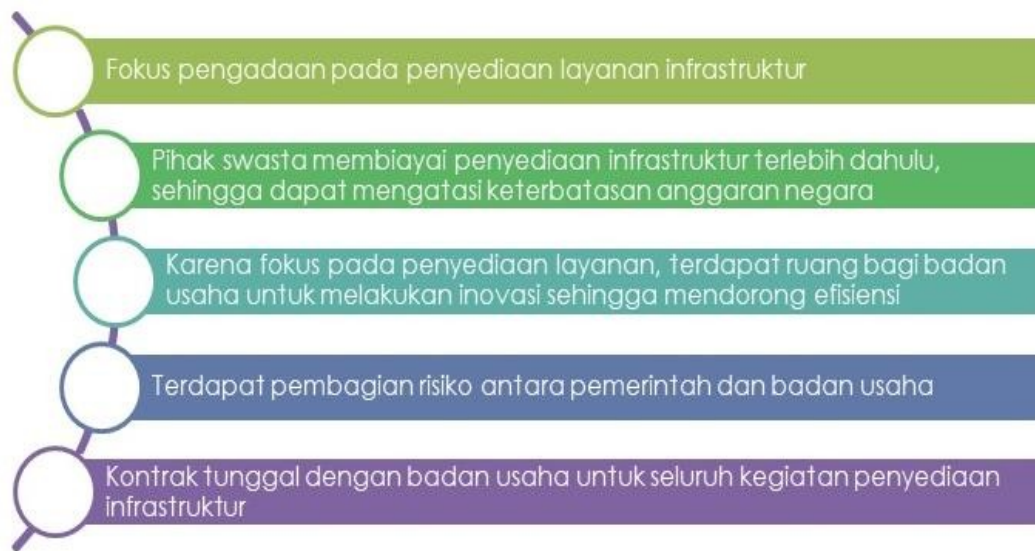 Fokus pengadaan pada penyediaan layanan infrastruktur
Pihak swasta membiayai penyediaan infrastruktur terlebih dahulu,
sehingga dapat mengatasi keterbatasan anggaran negara
Karena fokus pada penyediaan layanan, terdapat ruang bagi badan
usaha untuk melakukan inovasi sehingga mendorong efisiensi
Terdapat pembagian risiko antara pemerintah dan badan usaha
Kontrak tunggal dengan badan usaha untuk seluruh kegiatan penyediaan
infrastruktur